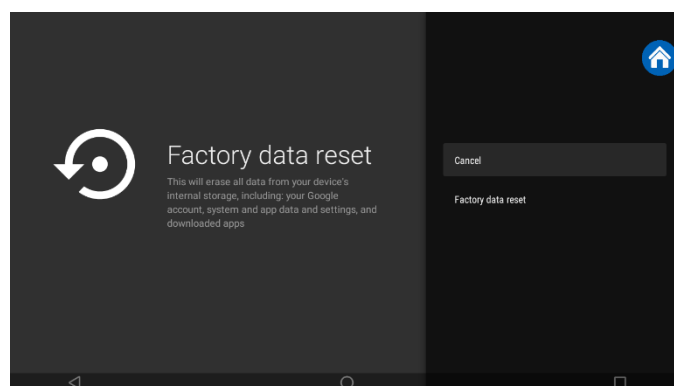 Factory data reset
This will erase all data from your device's
internal storage, including: your Google
account, system and app data and settings, and
downloaded apps
Cancel
Factory data reset